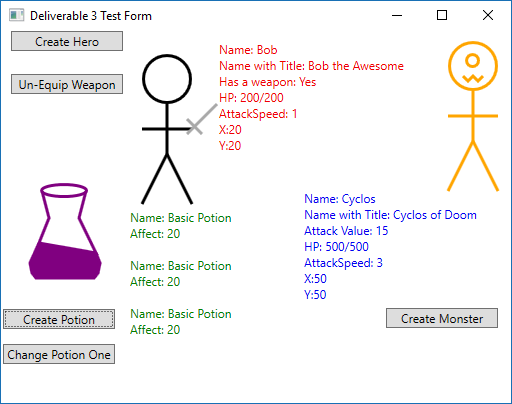 Deliverable 3 Test Form
Create Hero
Un-Equip Weapon
Name: Bob
Name with Title: Bob the Awesome
Has a weapon: Yes
HP: 200/200
AttackSpeed: 1
X:20
Y:20
Name: Cyclos
Name with Title: Cyclos of Doom
Attack Value: 15
HP: 500/500
AttackSpeed: 3
X:50
Y:50
Name: Basic Potion
Affect: 20
Name: Basic Potion
Affect: 20
Name: Basic Potion
Affect: 20
Create Potion
Create Monster
Change Potion One